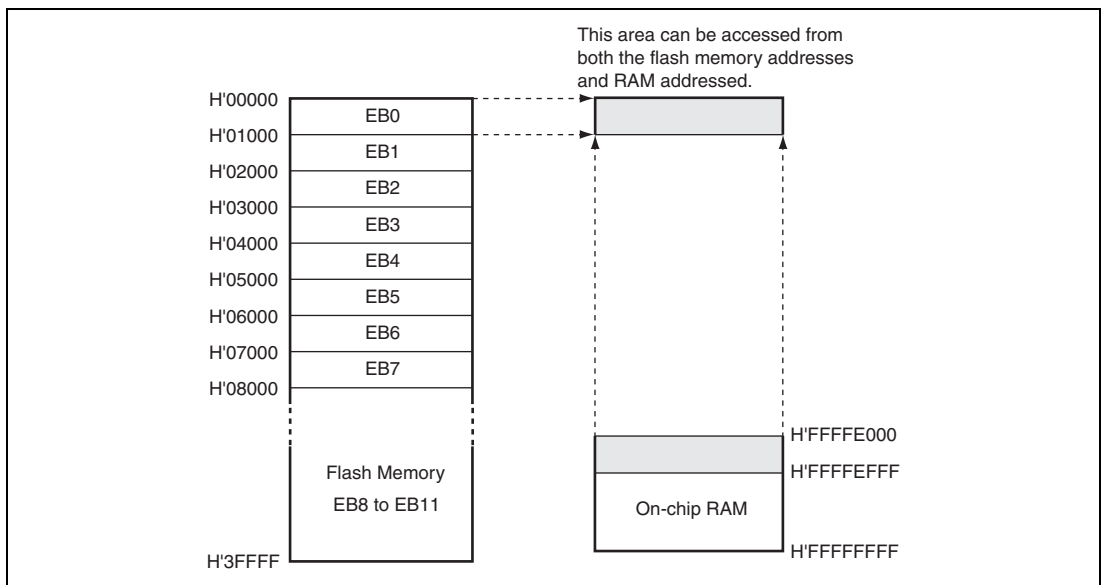 This area can be accessed from
both the flash memory addresses
and RAM addressed.
H'00000
EB0
H'01000
EB1
H'02000
EB2
H'03000
EB3
H'04000
EB4
H'05000
EB5
H'06000
EB6
H'07000
EB7
H'08000
H'FFFFE000
Flash Memory
H'FFFFEFFF
EB8 to EB11
On-chip RAM
H'3FFFF
H'FFFFFFFF